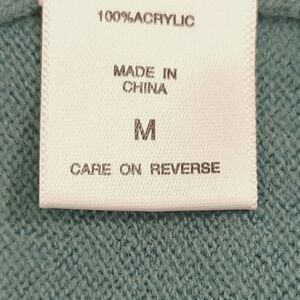 100%ACRYLIC
MADE IN
CHINA
M
CARE ON REVERSE